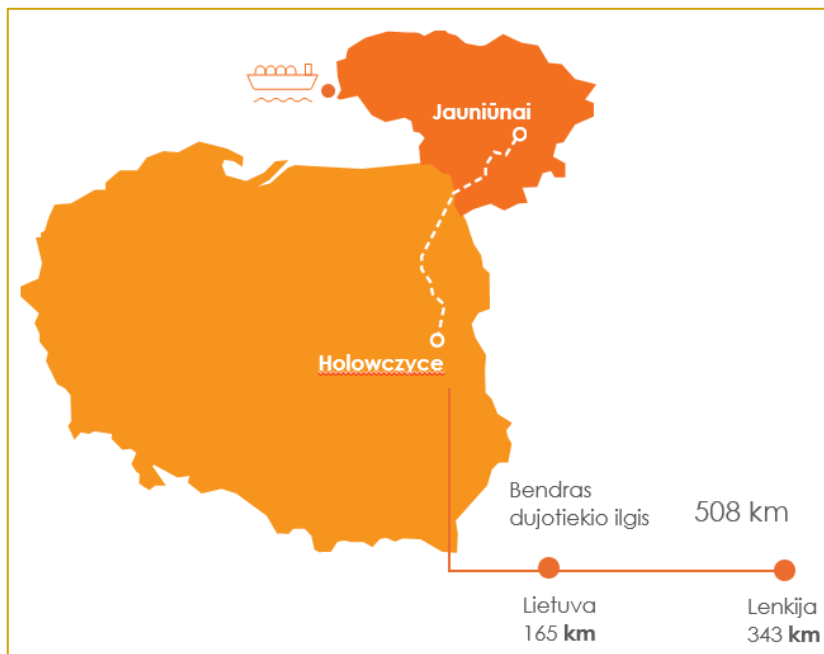 Jauniūnai
Holowczyce
Bendras
dujotiekio ilgis
508 km
Lietuva
165 km
Lenkija
343 km